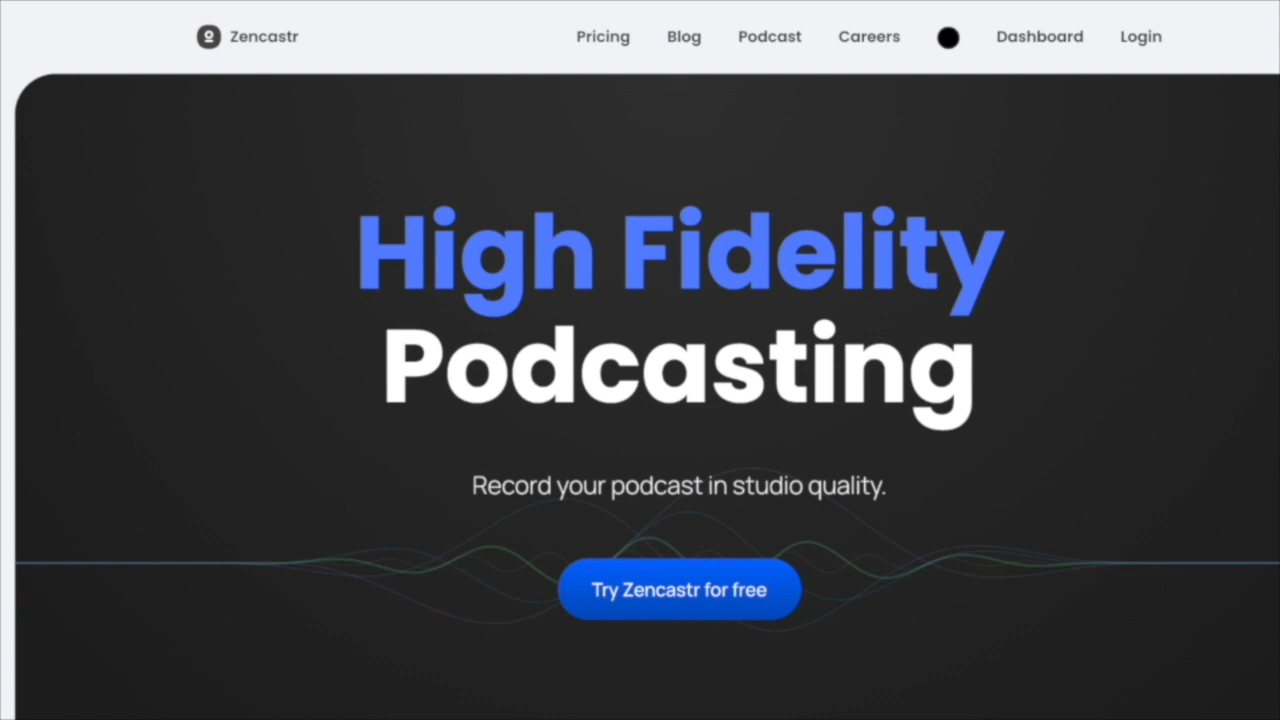 Zencastr Pricing Blog Podcast Careers Dashboard Login
High Fidelity
Podcasting
Record your podcast in studio quality.
Try Zencastr for free